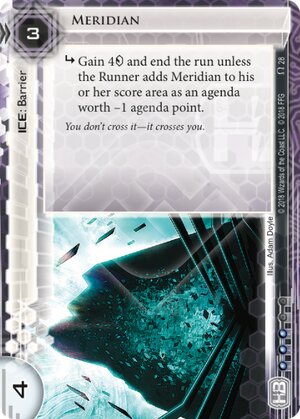 MERIDIAN
3
ICE: Barrier
Gain 4 and end the run unless
the Runner adds Meridian to his
or her score area as an agenda
worth −1 agenda point.
You don't cross it—it crosses you.
Ω 28
© 2018 Wizards of the Coast LLC. © 2018 FFG
Illus. Adam Doyle
4
HB